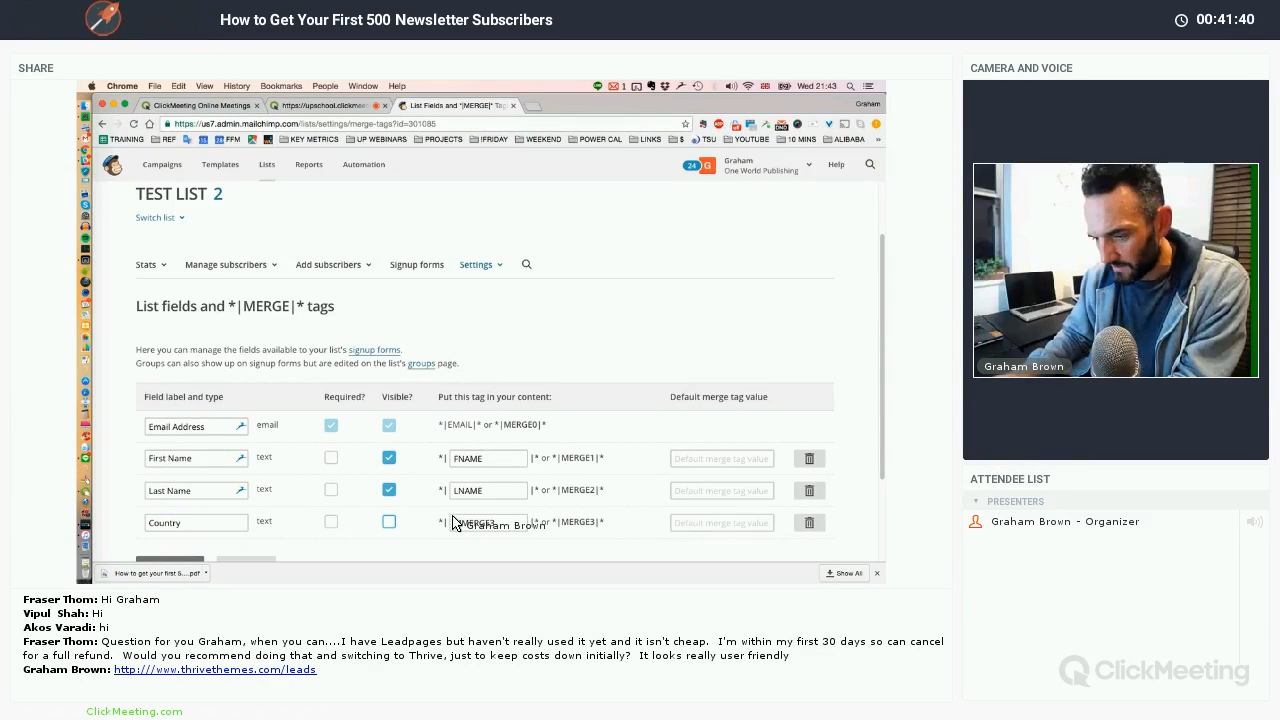 How to Get Your First 500 Newsletter Subscribers
00:41:40
SHARE
CAMERA AND VOICE
Chrome File Edit View History Bookmarks People Window Help
1
Wed 21:43
ClickMeeting Online Meetings
https://upschool.clickmee
List Fields and *|MERGE|* Tag
Graham
https://us7.admin.mailchimp.com/lists/settings/merge-tags?id=301085
TRAINING REF FFM KEY METRICS UP WEBINARS PROJECTS !FRIDAY WEEKEND POWER CAL LINKS $ TSU YOUTUBE 10 MINS ALIBABA »
Campaigns Templates Lists Reports Automation
24 G
Graham
One World Publishing
Help
TEST LIST 2
Switch list
Stats Manage subscribers Add subscribers Signup forms Settings
List fields and *|MERGE|* tags
Here you can manage the fields available to your list's signup forms.
Groups can also show up on signup forms but are edited on the list's groups page.
Field label and type Required? Visible? Put this tag in your content: Default merge tag value
Email Address email *|EMAIL|* or *|MERGE0|*
First Name text *| FNAME |* or *|MERGE1|* Default merge tag value
Last Name text *| LNAME |* or *|MERGE2|* Default merge tag value
Country text *| MERGE3 |* or *|MERGE3|* Default merge tag value
Graham Brown
How to get your first 5....pdf
Show All
Graham Brown
ATTENDEE LIST
PRESENTERS
Graham Brown - Organizer
Fraser Thom: Hi Graham
Vipul Shah: Hi
Akos Varadi: hi
Fraser Thom: Question for you Graham, when you can....I have Leadpages but haven't really used it yet and it isn't cheap. I'm within my first 30 days so can cancel
for a full refund. Would you recommend doing that and switching to Thrive, just to keep costs down initially? It looks really user friendly
Graham Brown: http:///www.thrivethemes.com/leads
ClickMeeting
ClickMeeting.com